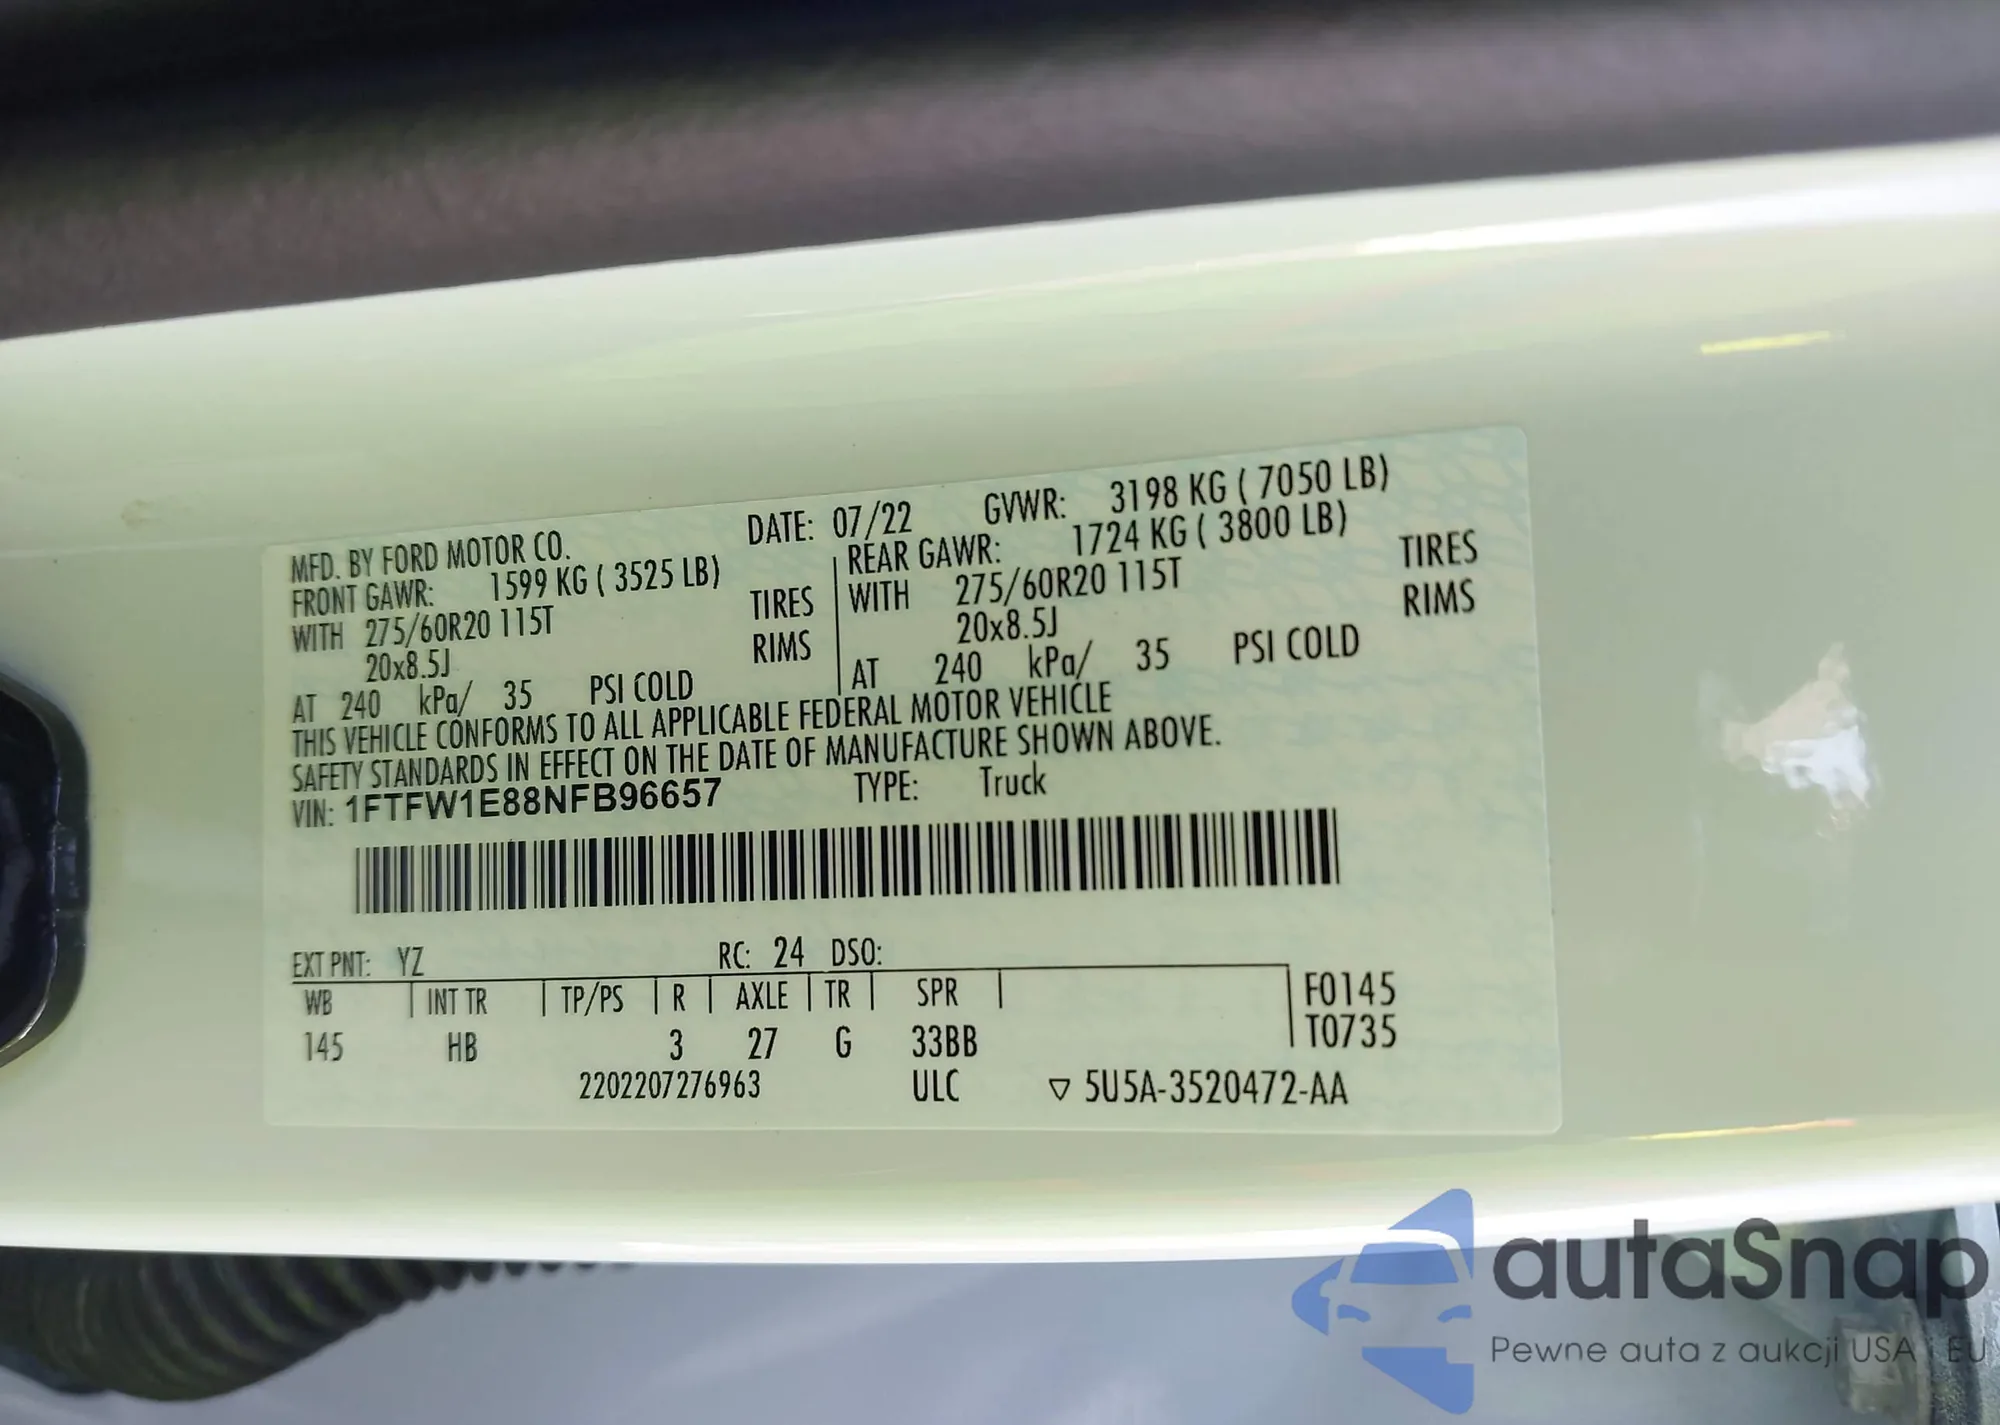 MFD. BY FORD MOTOR CO. DATE: 07/22 GVWR: 3198 KG ( 7050 LB)
FRONT GAWR: 1599 KG ( 3525 LB) REAR GAWR: 1724 KG ( 3800 LB)
WITH 275/60R20 115T TIRES WITH 275/60R20 115T TIRES
20x8.5J RIMS 20x8.5J RIMS
AT 240 kPa/ 35 PSI COLD AT 240 kPa/ 35 PSI COLD
THIS VEHICLE CONFORMS TO ALL APPLICABLE FEDERAL MOTOR VEHICLE
SAFETY STANDARDS IN EFFECT ON THE DATE OF MANUFACTURE SHOWN ABOVE.
VIN: 1FTFW1E88NFB96657 TYPE: Truck
EXT PNT: YZ RC: 24 DSO:
WB INT TR TP/PS R AXLE TR SPR F0145
145 HB 3 27 G 33BB T0735
2202207276963 ULC ▽ 5U5A-3520472-AA
autaSnap
Pewne auta z aukcji USA i EU